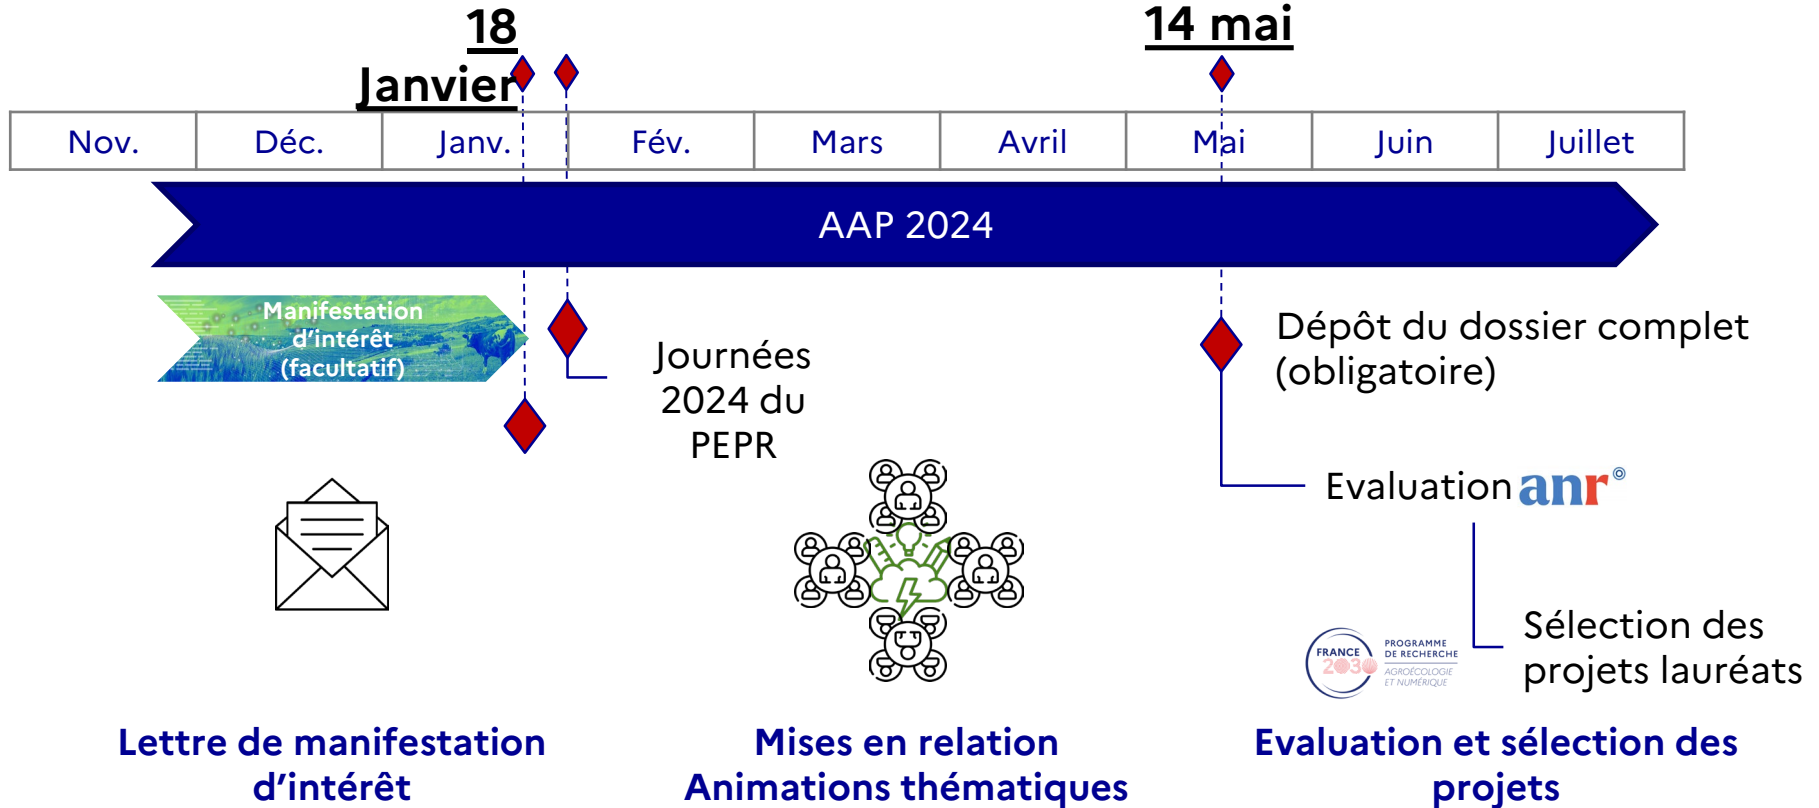 18
Janvier
14 mai
Nov.
Déc.
Janv.
Fév.
Mars
Avril
Mai
Juin
Juillet
AAP 2024
Manifestation
d’intérêt
(facultatif)
Journées
2024 du
PEPR
Dépôt du dossier complet
(obligatoire)
Evaluation anr
Sélection des
projets lauréats
FRANCE
2030
PROGRAMME
DE RECHERCHE
AGROÉCOLOGIE
ET NUMÉRIQUE
Lettre de manifestation
d’intérêt
Mises en relation
Animations thématiques
Evaluation et sélection des
projets